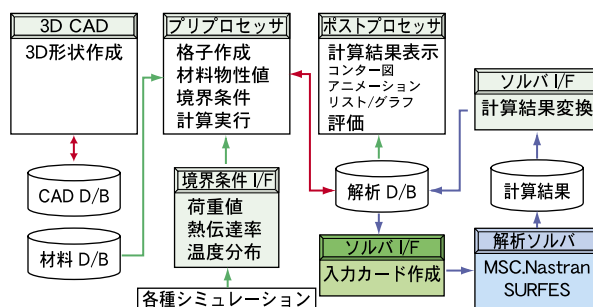 3D CAD
3D形状作成
CAD D/B
材料 D/B
プリプロセッサ
格子作成
材料物性値
境界条件
計算実行
境界条件 I/F
荷重値
熱伝達率
温度分布
各種シミュレーション
ポストプロセッサ
計算結果表示
コンター図
アニメーション
リスト/グラフ
評価
解析 D/B
ソルバ I/F
入力カード作成
ソルバ I/F
計算結果変換
計算結果
解析ソルバ
MSC.Nastran
SURFES